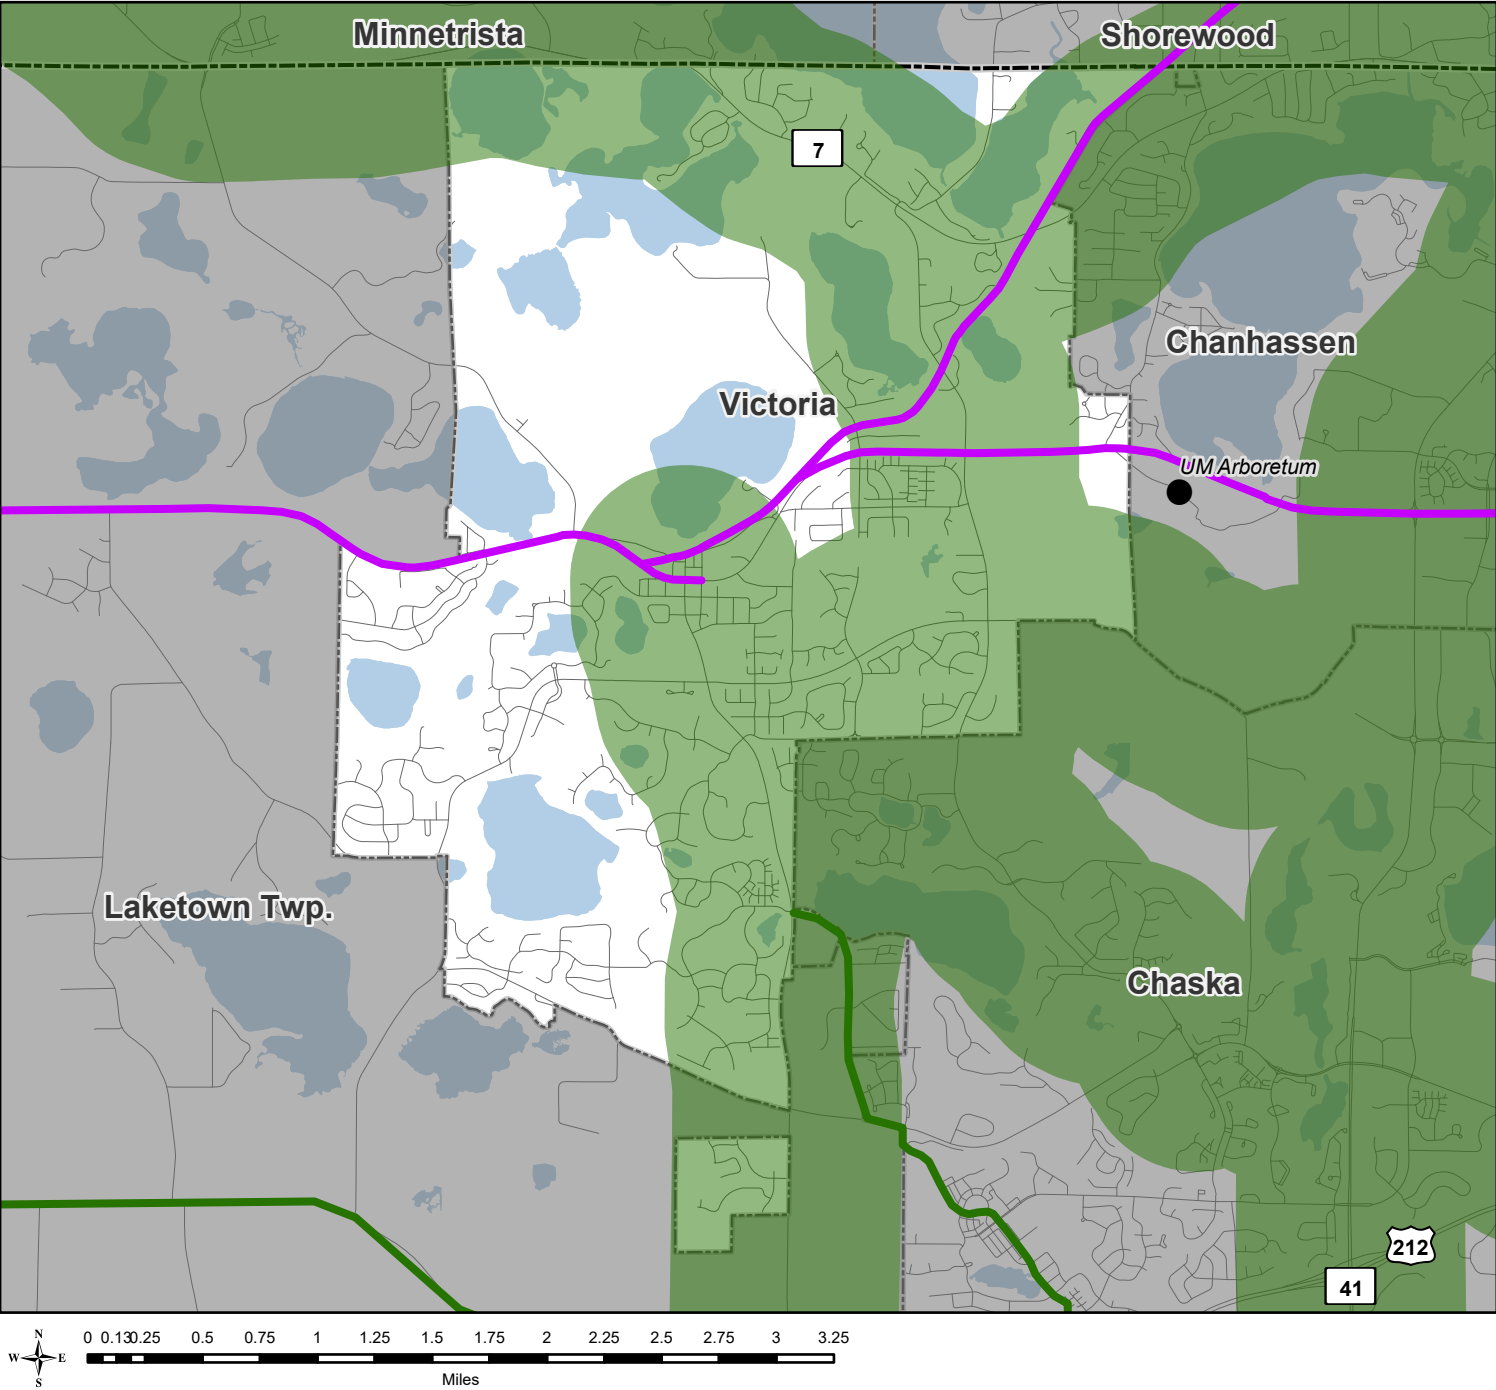 Minnetrista
Shorewood
7
Chanhassen
Victoria
UM Arboretum
Laketown Twp.
Chaska
212
41
N
W E
S
0 0.13 0.25 0.5 0.75 1 1.25 1.5 1.75 2 2.25 2.5 2.75 3 3.25
Miles